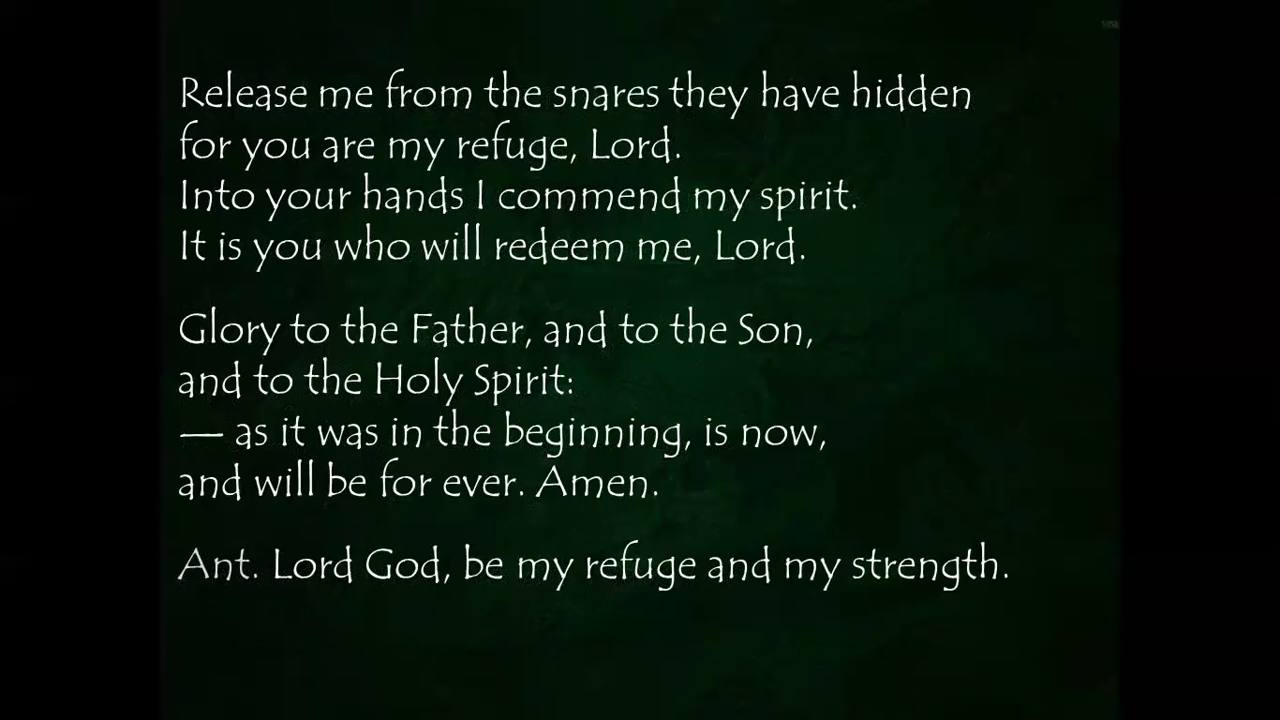 Release me from the snares they have hidden
for you are my refuge, Lord.
Into your hands I commend my spirit.
It is you who will redeem me, Lord.
Glory to the Father, and to the Son,
and to the Holy Spirit:
— as it was in the beginning, is now,
and will be for ever. Amen.
Ant. Lord God, be my refuge and my strength.